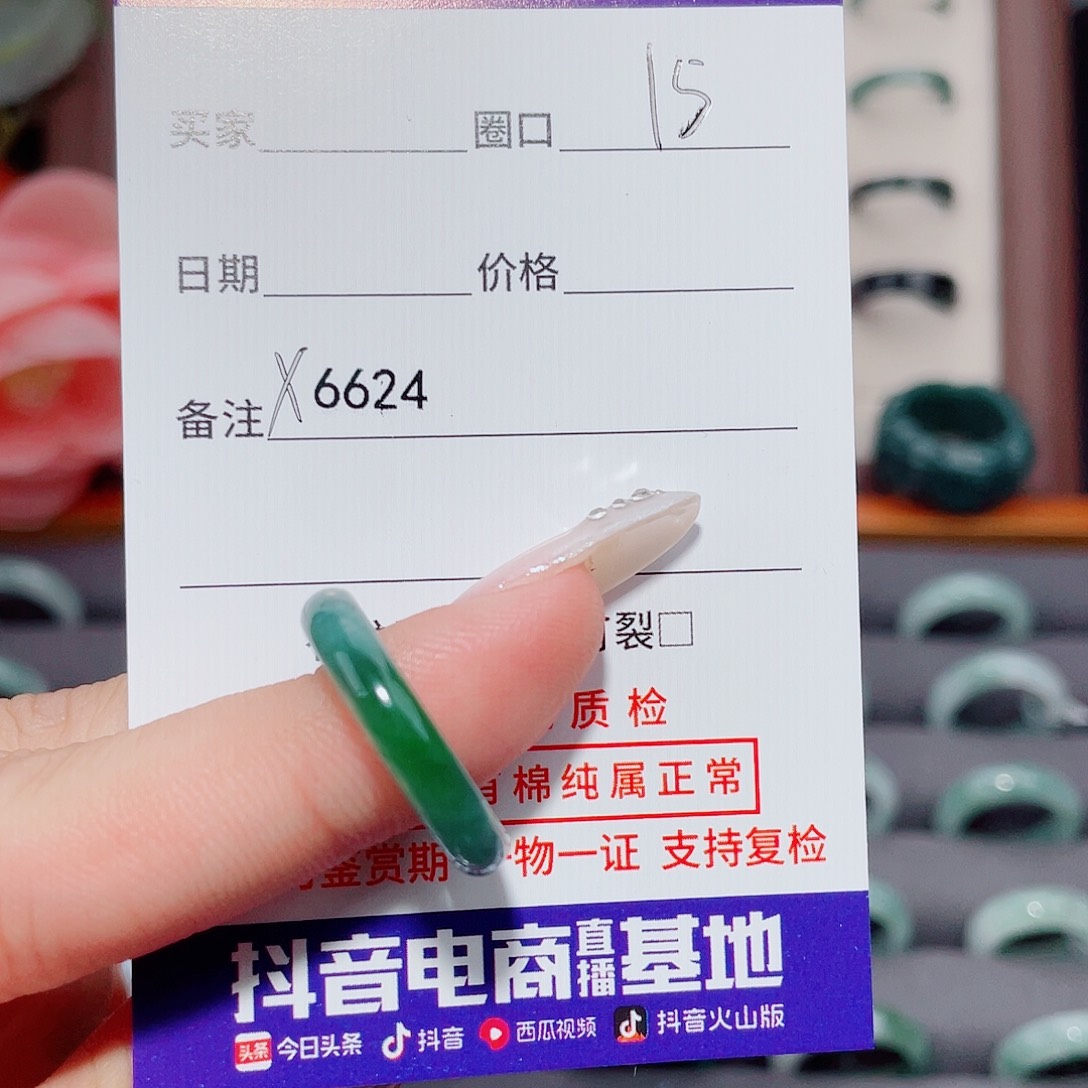 买家 圈口 15
日期 价格
备注 X 6624
裂□
质检
棉纯属正常
鉴赏期 物一证 支持复检
抖音电商直播基地
头条 今日头条 抖音 西瓜视频 抖音火山版